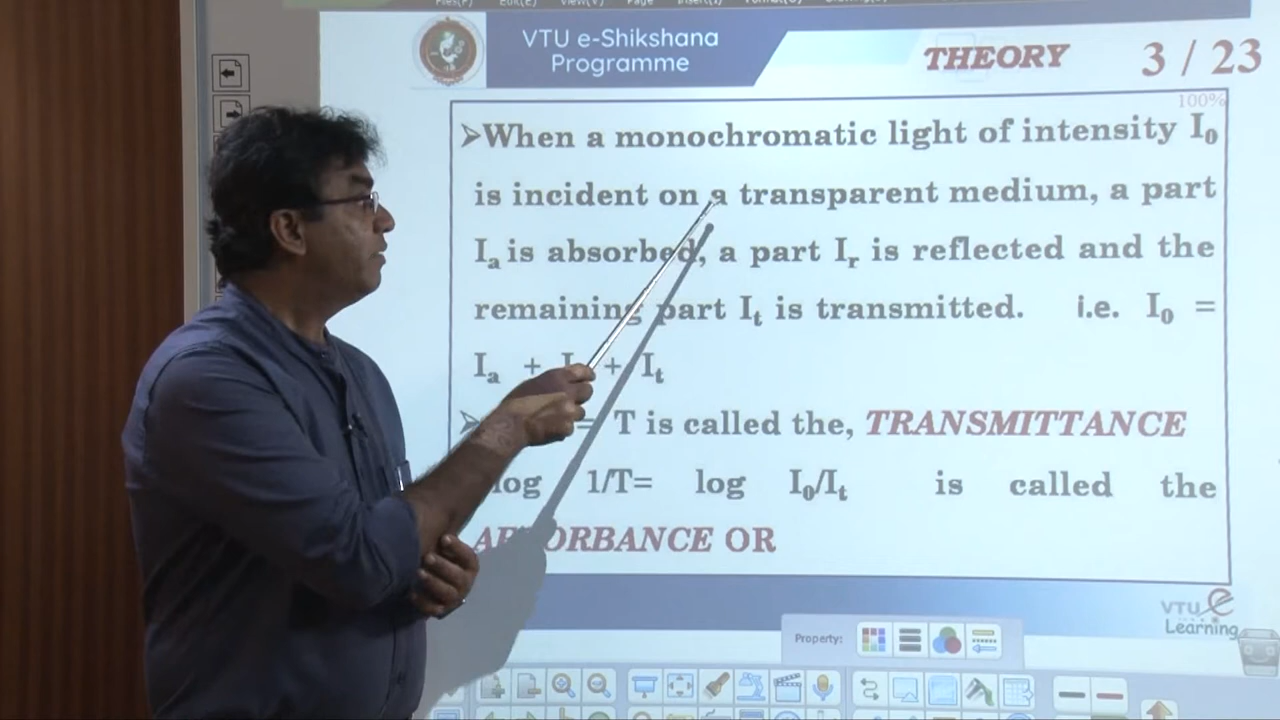 VTU e-Shikshana
Programme
THEORY 3 / 23
100%
➢When a monochromatic light of intensity I₀
is incident on a transparent medium, a part
Iₐ is absorbed, a part Iᵣ is reflected and the
remaining part Iₜ is transmitted. i.e. I₀ =
Iₐ + + Iₜ
➢ = T is called the, TRANSMITTANCE
log 1/T= log I₀/Iₜ is called the
ABSORBANCE OR
VTU e
Learning
Property: